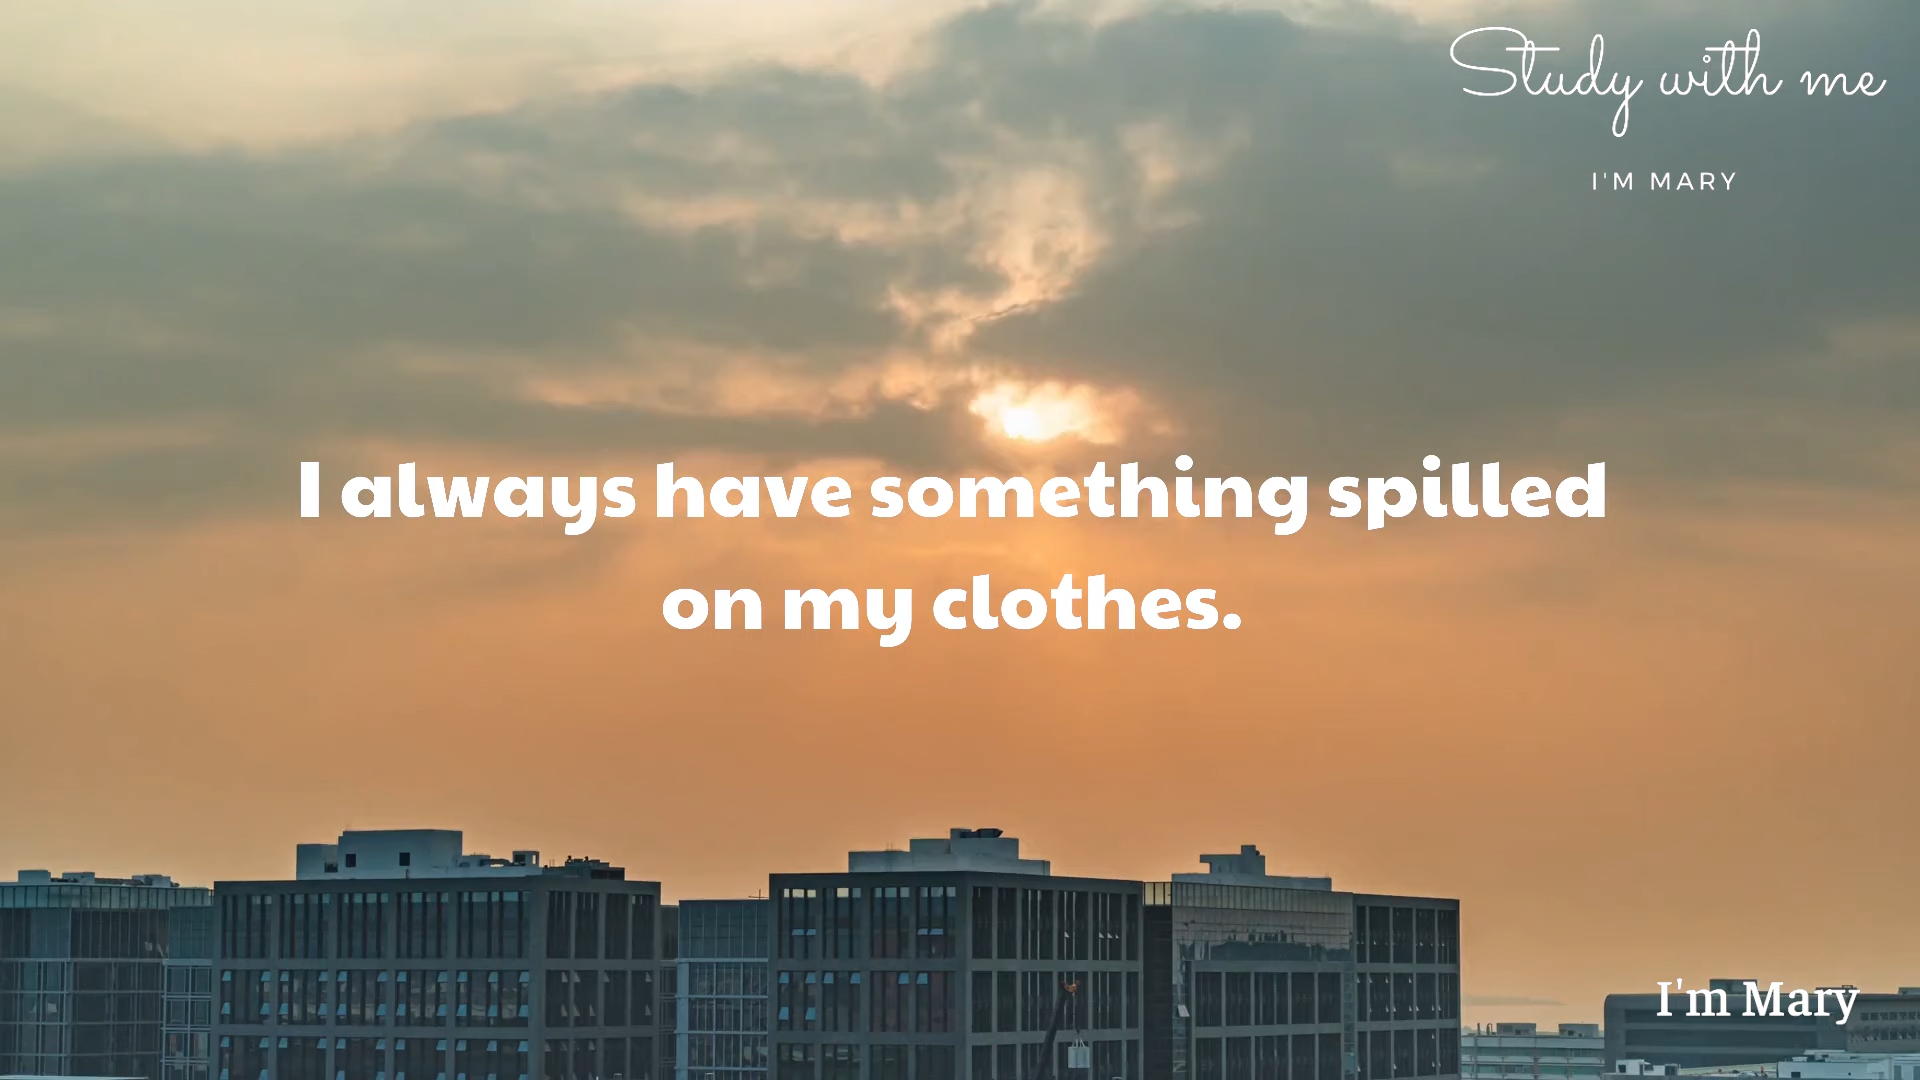 Study with me
I'M MARY
I always have something spilled
on my clothes.
I'm Mary